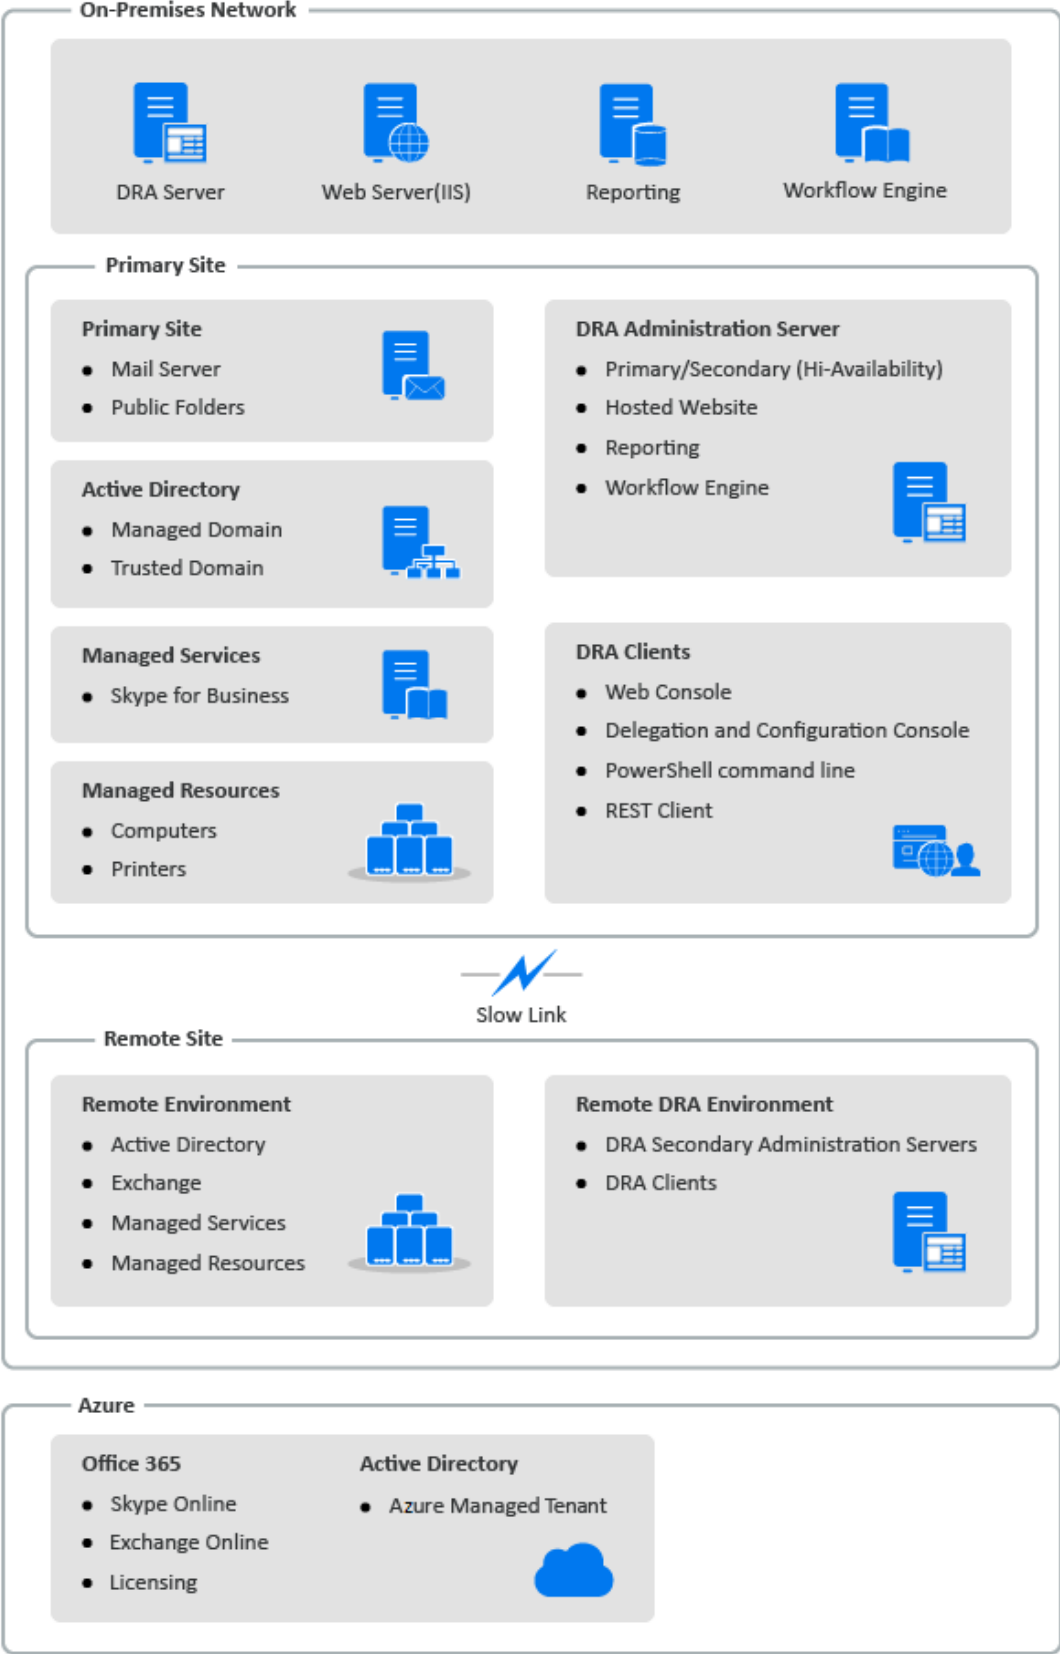 On-Premises Network
DRA Server
Web Server(IIS)
Reporting
Workflow Engine
Primary Site
Primary Site
● Mail Server
● Public Folders
Active Directory
● Managed Domain
● Trusted Domain
Managed Services
● Skype for Business
Managed Resources
● Computers
● Printers
DRA Administration Server
● Primary/Secondary (Hi-Availability)
● Hosted Website
● Reporting
● Workflow Engine
DRA Clients
● Web Console
● Delegation and Configuration Console
● PowerShell command line
● REST Client
Slow Link
Remote Site
Remote Environment
● Active Directory
● Exchange
● Managed Services
● Managed Resources
Remote DRA Environment
● DRA Secondary Administration Servers
● DRA Clients
Azure
Office 365
● Skype Online
● Exchange Online
● Licensing
Active Directory
● Azure Managed Tenant